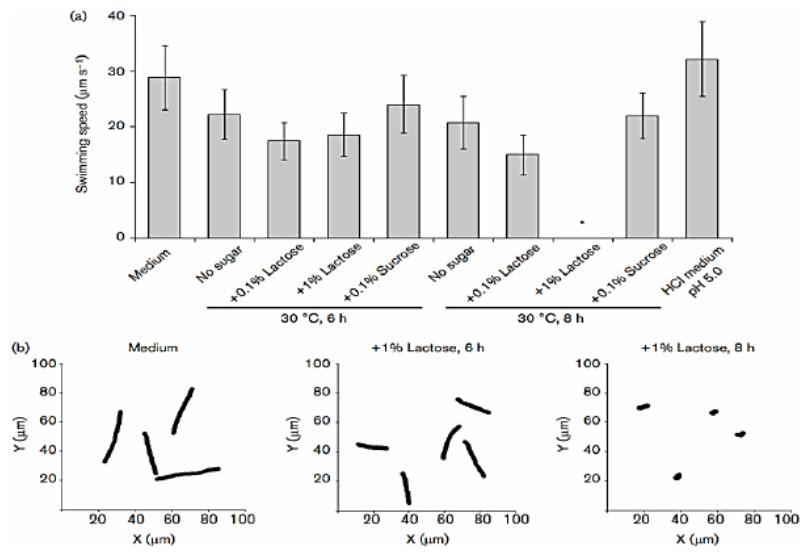 (a)
Swimming speed (µm s⁻¹)
40
30
20
10
0
*
Medium
No sugar
+0.1% Lactose
+1% Lactose
+0.1% Sucrose
No sugar
+0.1% Lactose
+1% Lactose
+0.1% Sucrose
HCl medium
pH 5.0
30 °C, 6 h
30 °C, 8 h
(b)
Medium
+1% Lactose, 6 h
+1% Lactose, 8 h
Y (µm)
100
80
60
40
20
20 40 60 80 100
X (µm)
Y (µm)
100
80
60
40
20
20 40 60 80 100
X (µm)
Y (µm)
100
80
60
40
20
20 40 60 80 100
X (µm)